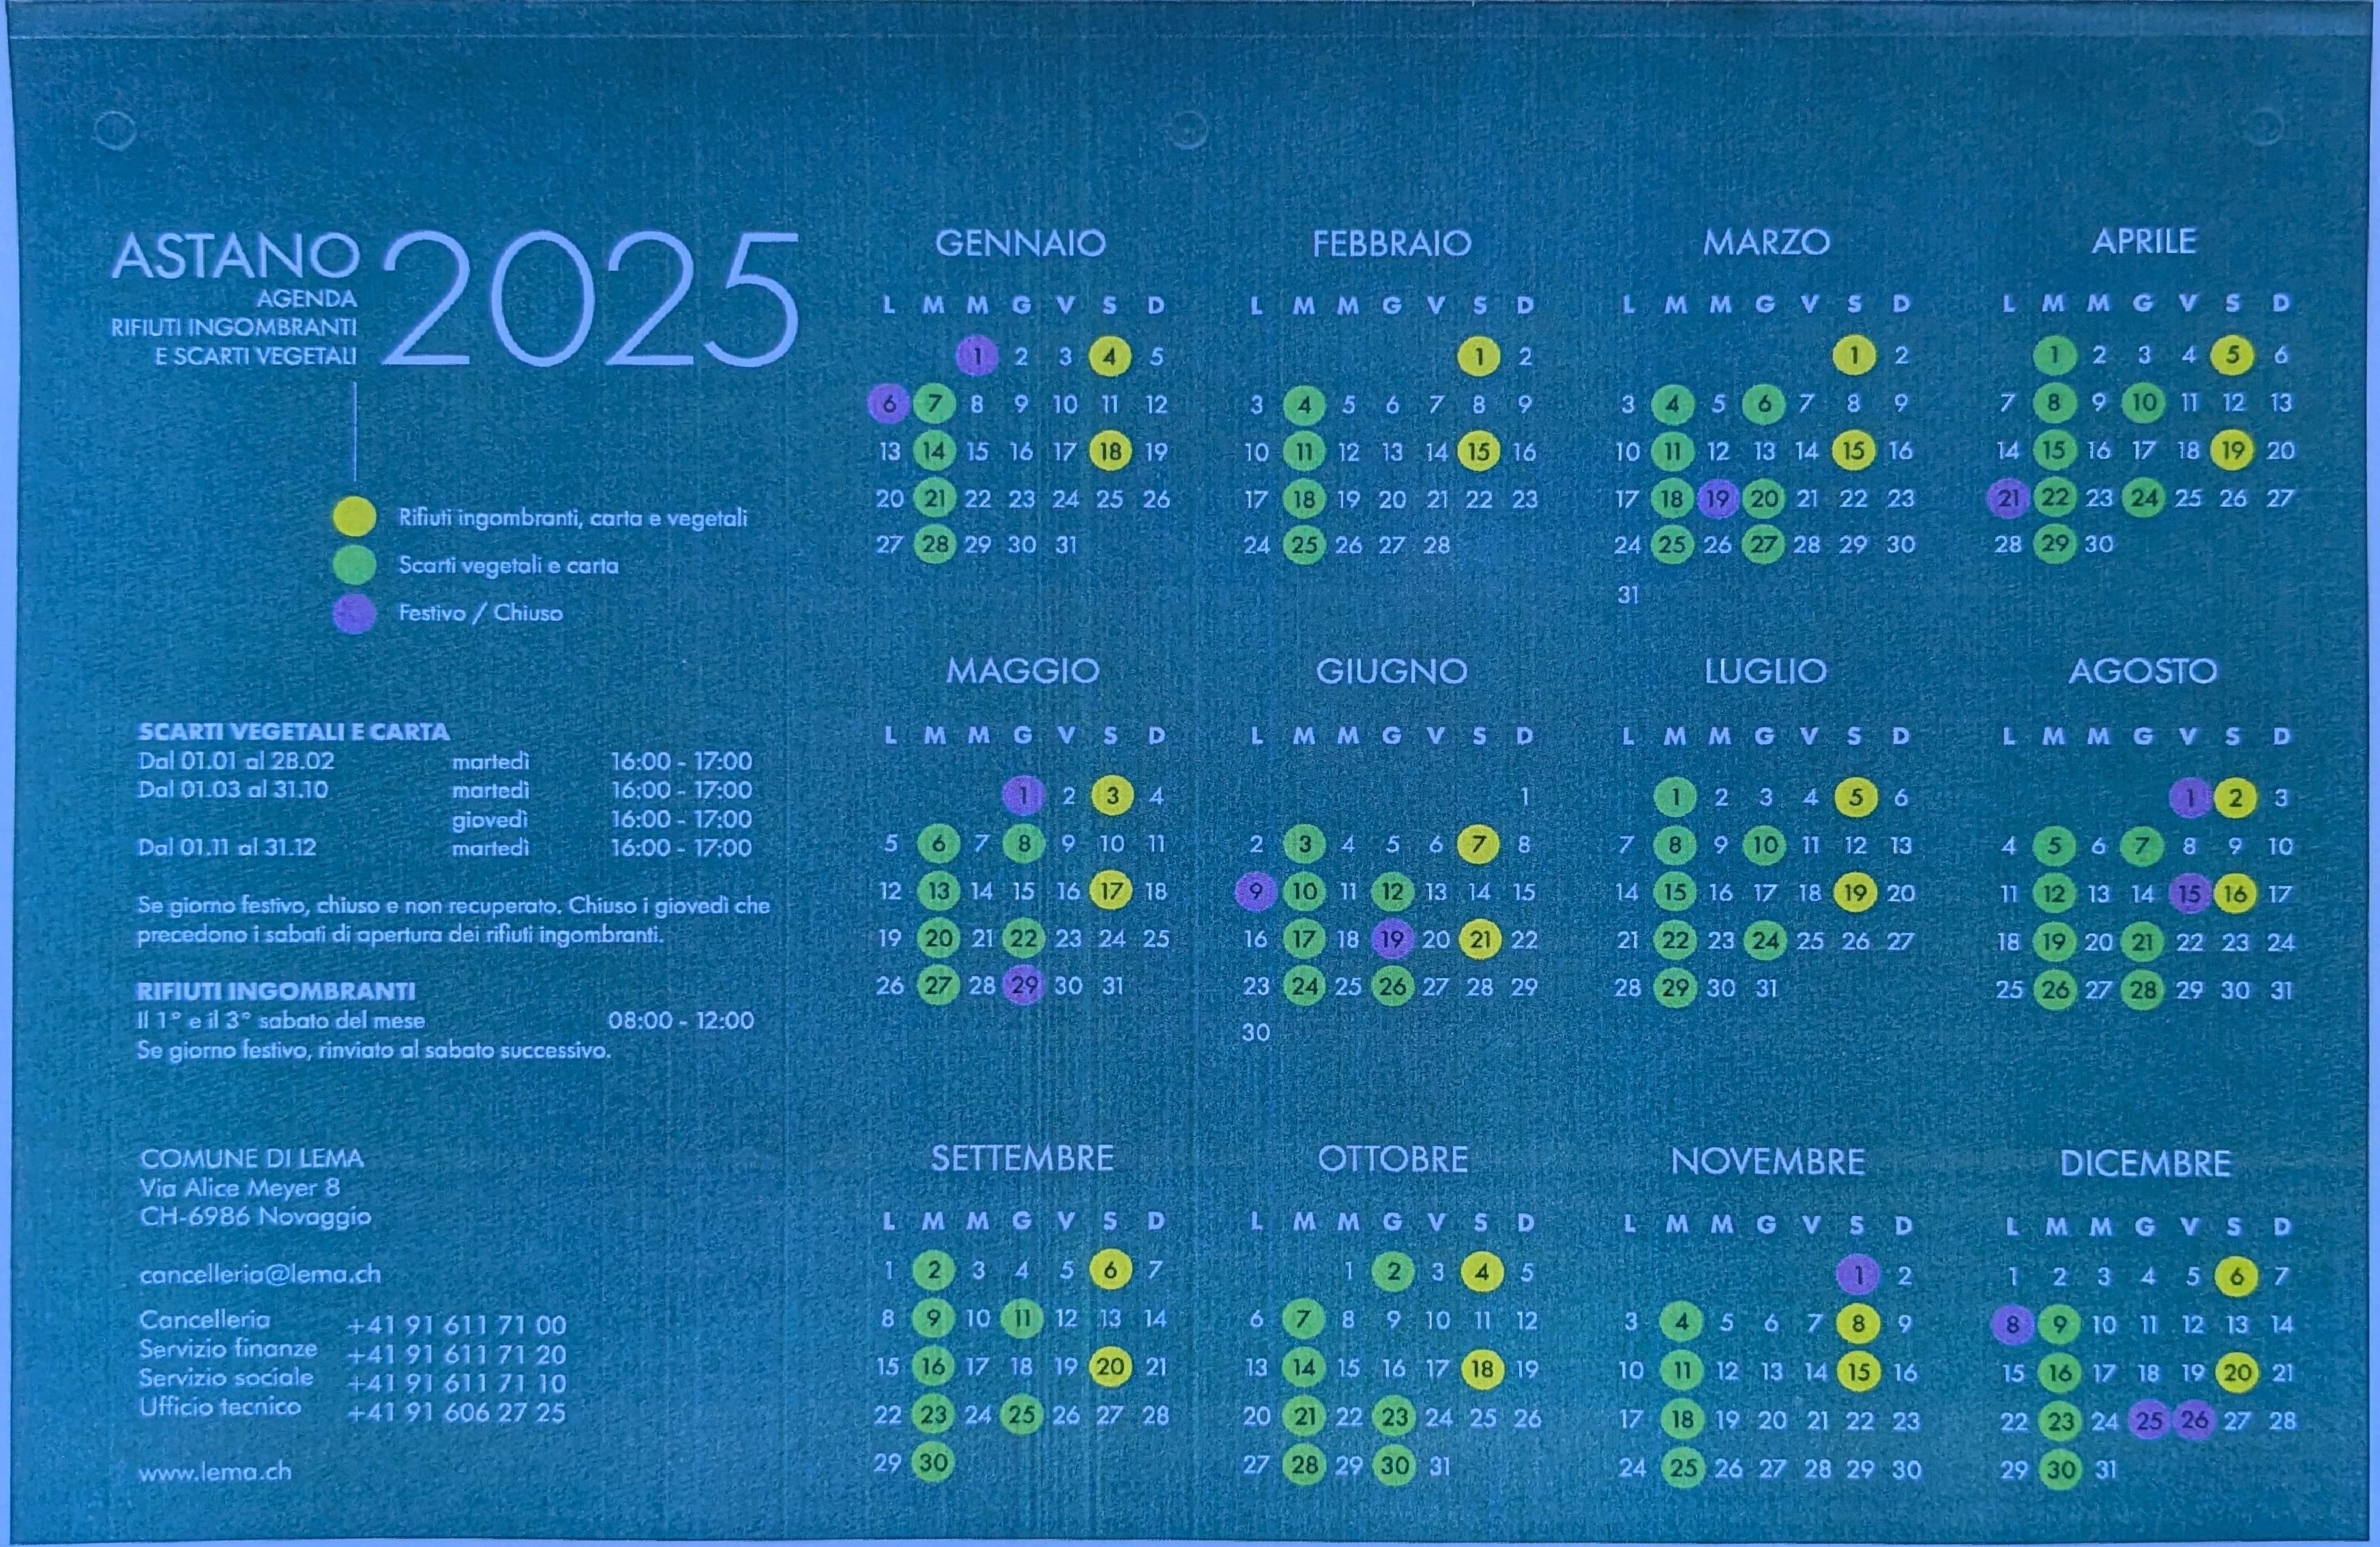 ASTANO
AGENDA
RIFIUTI INGOMBRANTI
E SCARTI VEGETALI
2025
Rifiuti ingombranti, carta e vegetali
Scarti vegetali e carta
Festivo / Chiuso
SCARTI VEGETALI E CARTA
Dal 01.01 al 28.02 martedì 16:00 - 17:00
Dal 01.03 al 31.10 martedì 16:00 - 17:00
giovedì 16:00 - 17:00
Dal 01.11 al 31.12 martedì 16:00 - 17:00
Se giorno festivo, chiuso e non recuperato. Chiuso i giovedì che
precedono i sabati di apertura dei rifiuti ingombranti.
RIFIUTI INGOMBRANTI
Il 1° e il 3° sabato del mese 08:00 - 12:00
Se giorno festivo, rinviato al sabato successivo.
COMUNE DI LEMA
Via Alice Meyer 8
CH-6986 Novaggio
cancelleria@lema.ch
Cancelleria +41 91 611 71 00
Servizio finanze +41 91 611 71 20
Servizio sociale +41 91 611 71 10
Ufficio tecnico +41 91 606 27 25
www.lema.ch
GENNAIO
L M M G V S D
1 2 3 4 5
6 7 8 9 10 11 12
13 14 15 16 17 18 19
20 21 22 23 24 25 26
27 28 29 30 31
FEBBRAIO
L M M G V S D
1 2
3 4 5 6 7 8 9
10 11 12 13 14 15 16
17 18 19 20 21 22 23
24 25 26 27 28
MARZO
L M M G V S D
1 2
3 4 5 6 7 8 9
10 11 12 13 14 15 16
17 18 19 20 21 22 23
24 25 26 27 28 29 30
31
APRILE
L M M G V S D
1 2 3 4 5 6
7 8 9 10 11 12 13
14 15 16 17 18 19 20
21 22 23 24 25 26 27
28 29 30
MAGGIO
L M M G V S D
1 2 3 4
5 6 7 8 9 10 11
12 13 14 15 16 17 18
19 20 21 22 23 24 25
26 27 28 29 30 31
GIUGNO
L M M G V S D
1
2 3 4 5 6 7 8
9 10 11 12 13 14 15
16 17 18 19 20 21 22
23 24 25 26 27 28 29
30
LUGLIO
L M M G V S D
1 2 3 4 5 6
7 8 9 10 11 12 13
14 15 16 17 18 19 20
21 22 23 24 25 26 27
28 29 30 31
AGOSTO
L M M G V S D
1 2 3
4 5 6 7 8 9 10
11 12 13 14 15 16 17
18 19 20 21 22 23 24
25 26 27 28 29 30 31
SETTEMBRE
L M M G V S D
1 2 3 4 5 6 7
8 9 10 11 12 13 14
15 16 17 18 19 20 21
22 23 24 25 26 27 28
29 30
OTTOBRE
L M M G V S D
1 2 3 4 5
6 7 8 9 10 11 12
13 14 15 16 17 18 19
20 21 22 23 24 25 26
27 28 29 30 31
NOVEMBRE
L M M G V S D
1 2
3 4 5 6 7 8 9
10 11 12 13 14 15 16
17 18 19 20 21 22 23
24 25 26 27 28 29 30
DICEMBRE
L M M G V S D
1 2 3 4 5 6 7
8 9 10 11 12 13 14
15 16 17 18 19 20 21
22 23 24 25 26 27 28
29 30 31